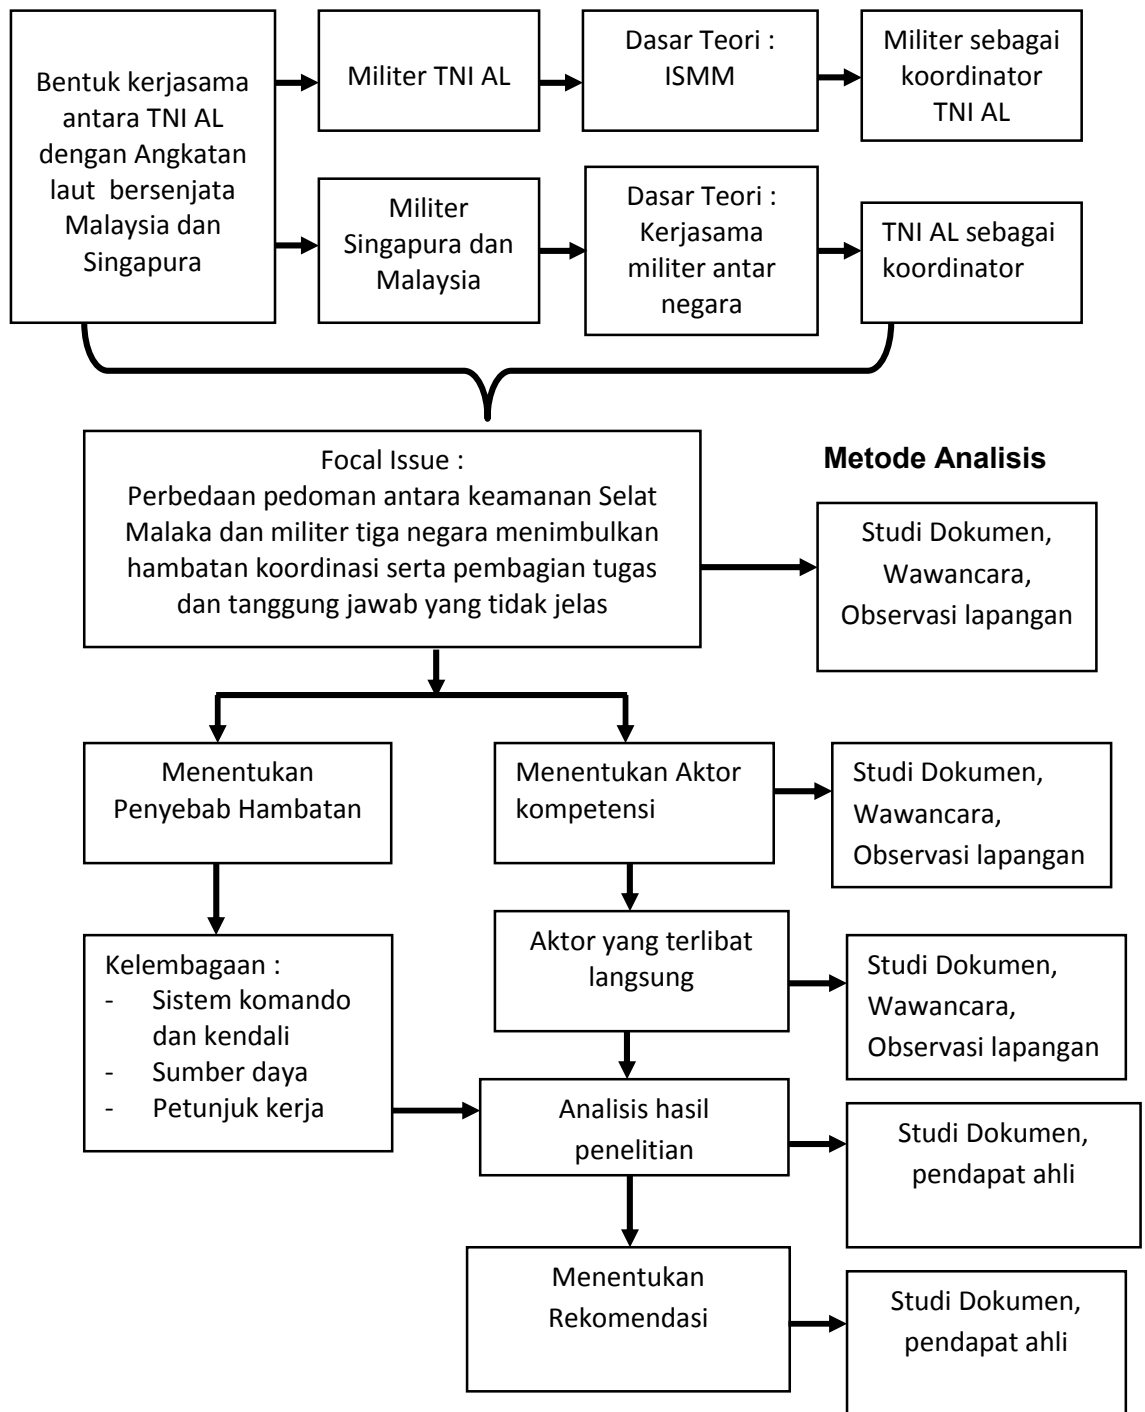 Bentuk kerjasama
antara TNI AL
dengan Angkatan
laut bersenjata
Malaysia dan
Singapura
Militer TNI AL
Dasar Teori :
ISMM
Militer sebagai
koordinator
TNI AL
Militer
Singapura dan
Malaysia
Dasar Teori :
Kerjasama
militer antar
negara
TNI AL sebagai
koordinator
Focal Issue :
Perbedaan pedoman antara keamanan Selat
Malaka dan militer tiga negara menimbulkan
hambatan koordinasi serta pembagian tugas
dan tanggung jawab yang tidak jelas
Metode Analisis
Studi Dokumen,
Wawancara,
Observasi lapangan
Menentukan
Penyebab Hambatan
Menentukan Aktor
kompetensi
Studi Dokumen,
Wawancara,
Observasi lapangan
Kelembagaan :
- Sistem komando
dan kendali
- Sumber daya
- Petunjuk kerja
Aktor yang terlibat
langsung
Studi Dokumen,
Wawancara,
Observasi lapangan
Analisis hasil
penelitian
Studi Dokumen,
pendapat ahli
Menentukan
Rekomendasi
Studi Dokumen,
pendapat ahli